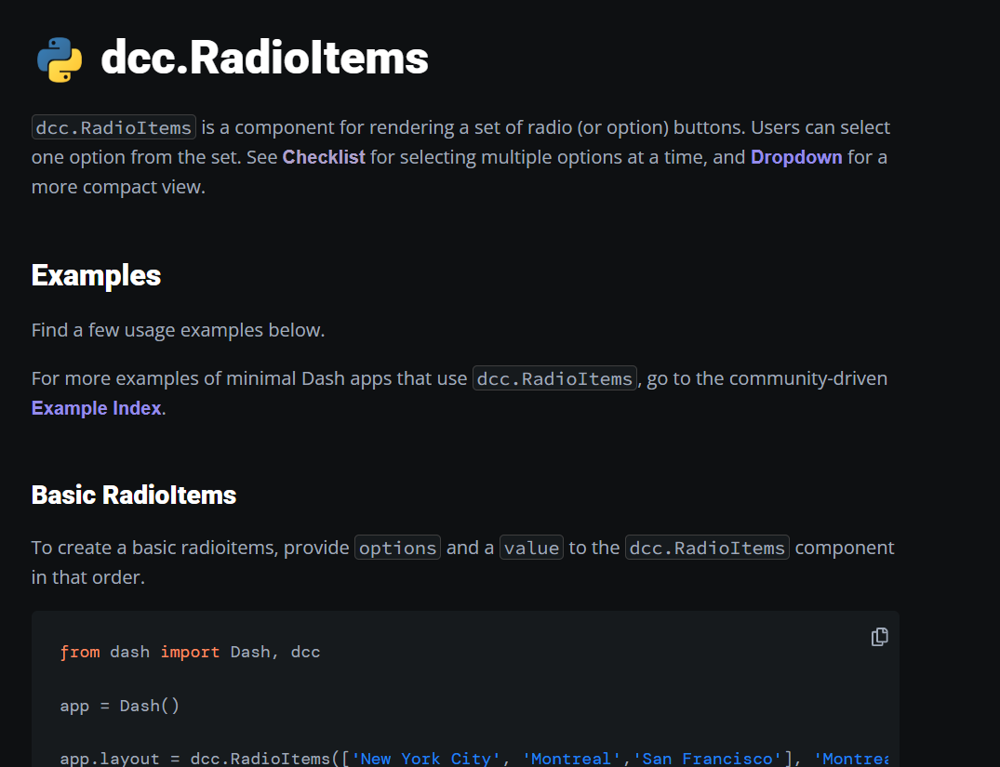 dcc.RadioItems
dcc.RadioItems is a component for rendering a set of radio (or option) buttons. Users can select
one option from the set. See Checklist for selecting multiple options at a time, and Dropdown for a
more compact view.
Examples
Find a few usage examples below.
For more examples of minimal Dash apps that use dcc.RadioItems, go to the community-driven
Example Index.
Basic RadioItems
To create a basic radioitems, provide options and a value to the dcc.RadioItems component
in that order.
from dash import Dash, dcc
app = Dash()
app.layout = dcc.RadioItems(['New York City', 'Montreal','San Francisco'], 'Montrea